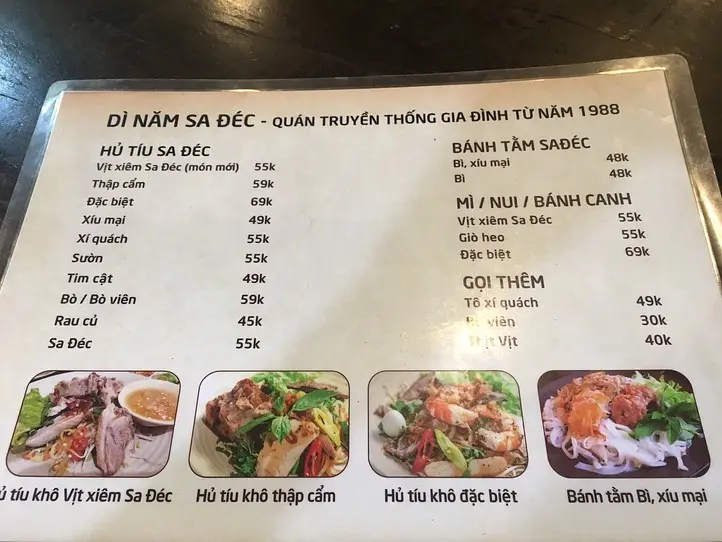 DÌ NĂM SA ĐÉC - QUÁN TRUYỀN THỐNG GIA ĐÌNH TỪ NĂM 1988
HỦ TÍU SA ĐÉC
Vịt xiêm Sa Đéc (món mới) 55k
Thập cẩm 59k
Đặc biệt 69k
Xíu mại 49k
Xí quách 55k
Sườn 55k
Tim cật 49k
Bò / Bò viên 59k
Rau củ 45k
Sa Đéc 55k
BÁNH TẰM SAĐÉC
Bì, xíu mại 48k
Bì 48k
MÌ / NUI / BÁNH CANH
Vịt xiêm Sa Đéc 55k
Giò heo 55k
Đặc biệt 69k
GỌI THÊM
Tô xí quách 49k
viên 30k
Vịt 40k
tíu khô Vịt xiêm Sa Đéc
Hủ tíu khô thập cẩm
Hủ tíu khô đặc biệt
Bánh tằm Bì, xíu mại